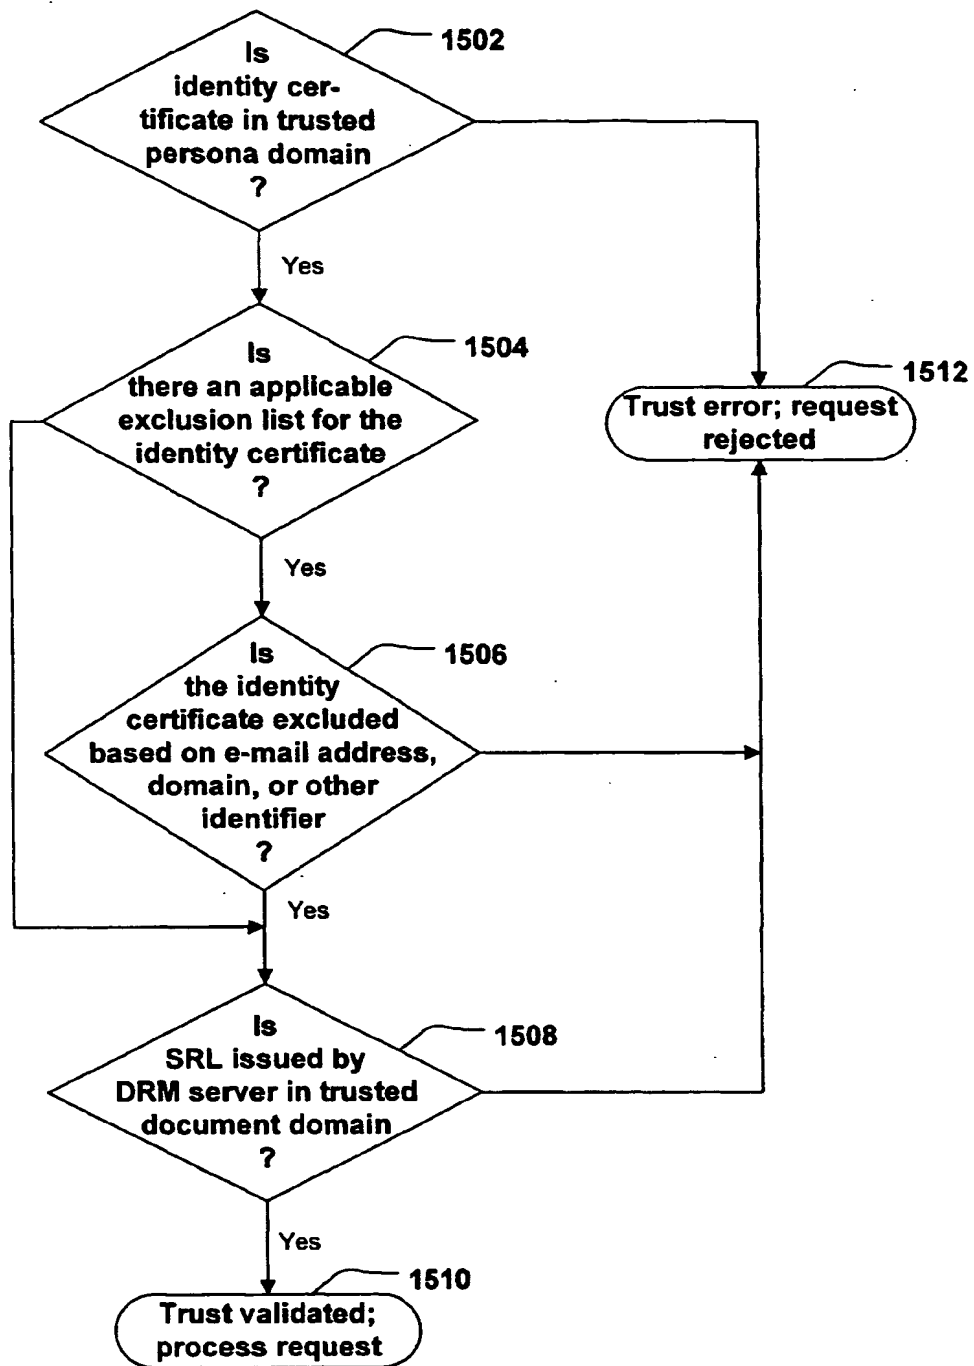 1502
Is
identity cer-
tificate in trusted
persona domain
?
Yes
1504
Is
there an applicable
exclusion list for the
identity certificate
?
1512
Trust error; request
rejected
Yes
1506
Is
the identity
certificate excluded
based on e-mail address,
domain, or other
identifier
?
Yes
1508
Is
SRL issued by
DRM server in trusted
document domain
?
Yes
1510
Trust validated;
process request